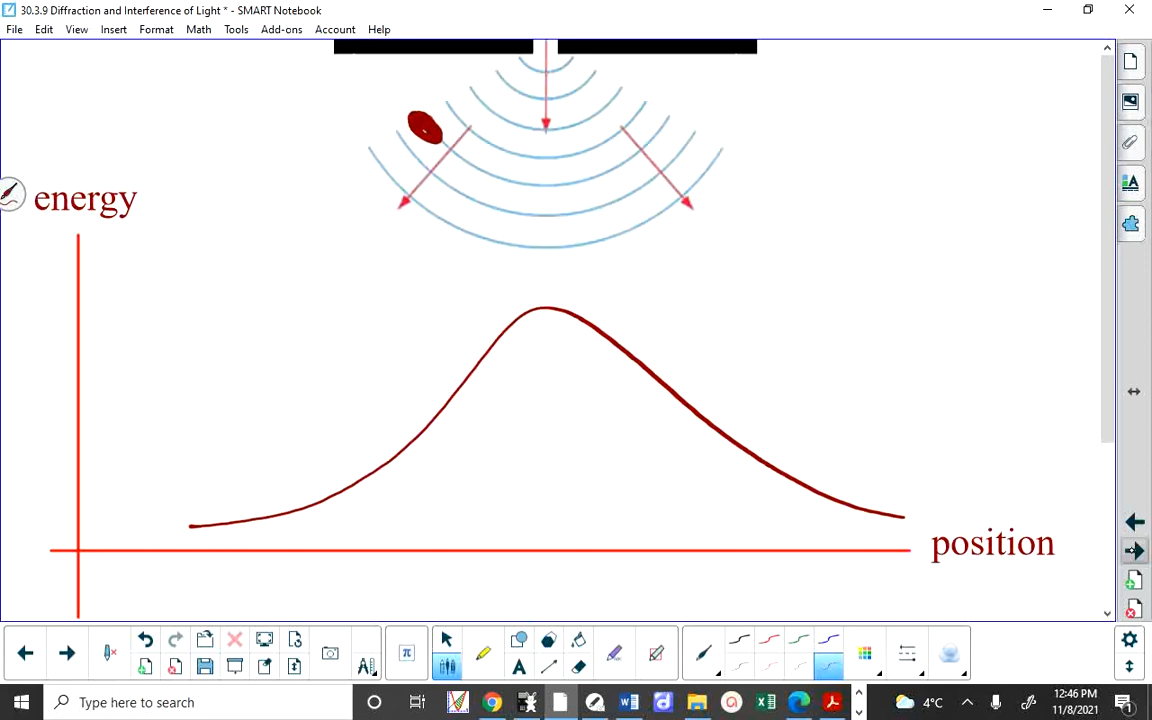 30.3.9 Diffraction and Interference of Light * - SMART Notebook
File Edit View Insert Format Math Tools Add-ons Account Help
energy
position
π
A
Type here to search
4°C
12:46 PM
11/8/2021
1